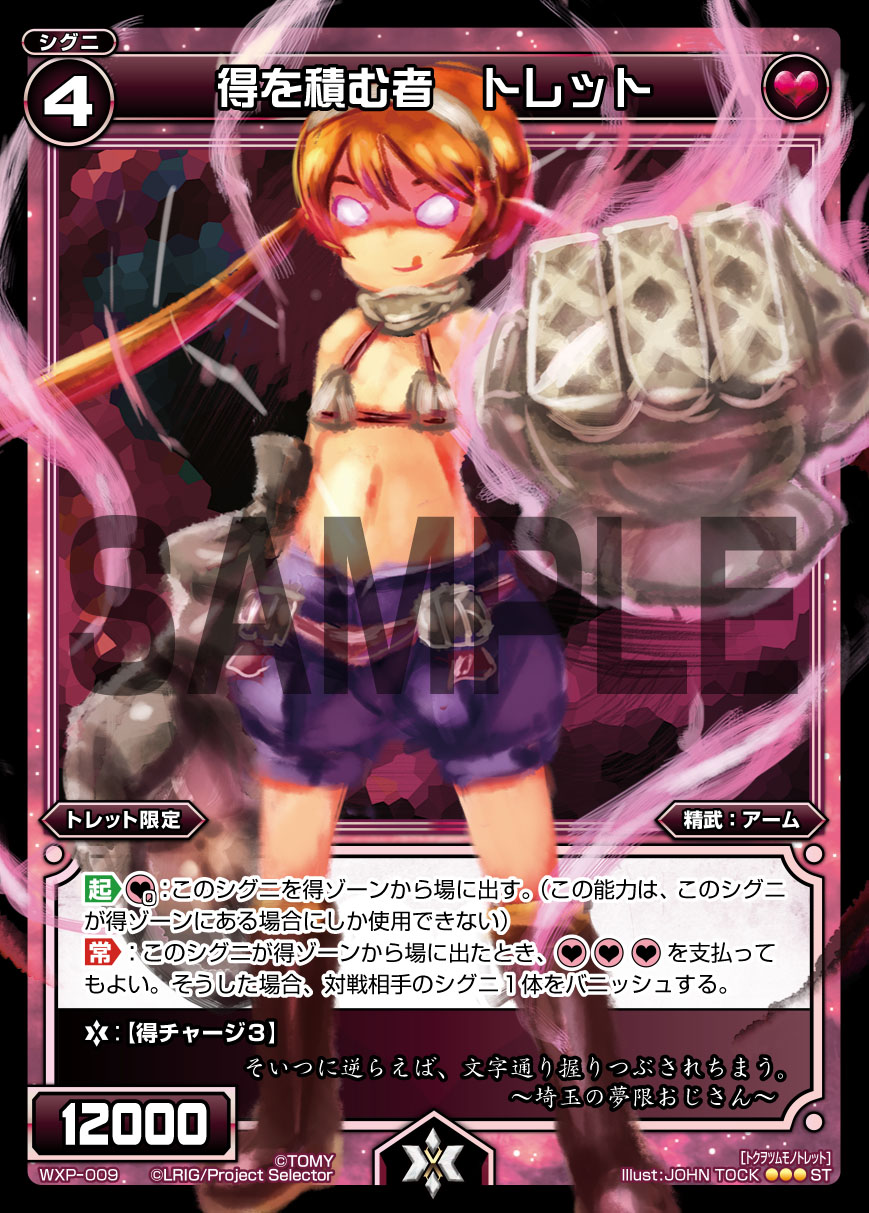 シグニ
4
得を積む者　トレット
SAMPLE
トレット限定
精武：アーム
起 0：このシグニを得ゾーンから場に出す。（この能力は、このシグニ
が得ゾーンにある場合にしか使用できない）
常：このシグニが得ゾーンから場に出たとき、を支払って
もよい。そうした場合、対戦相手のシグニ１体をバニッシュする。
：【得チャージ３】
そいつに逆らえば、文字通り握りつぶされちまう。
～埼玉の夢限おじさん～
12000
©TOMY
[トクヲツムモノトレット]
WXP-009 ©LRIG/Project Selector
Illust:JOHN TOCK ST